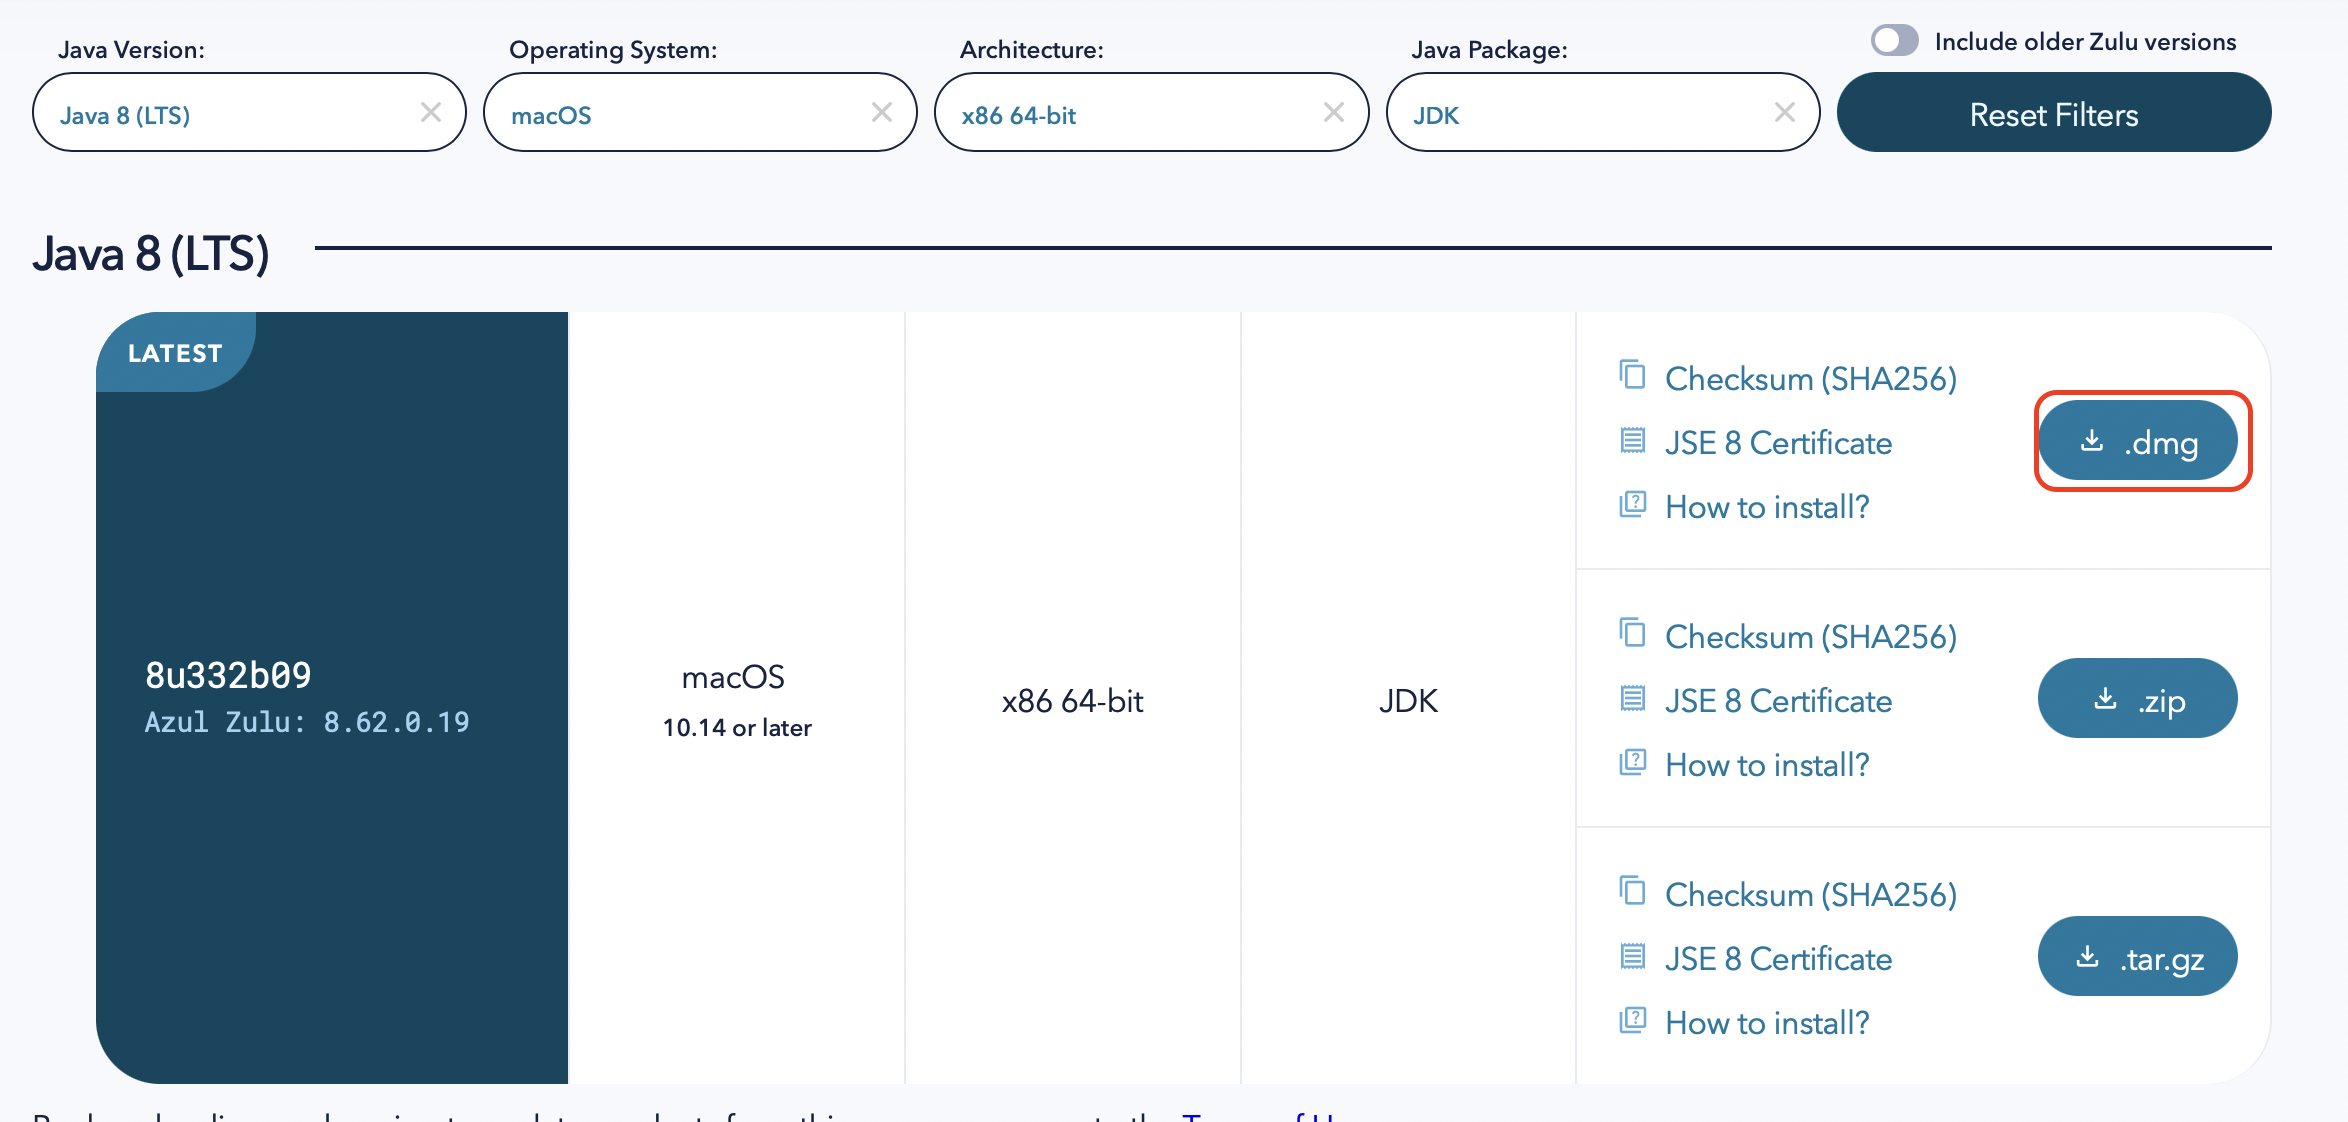 Java Version:
Operating System:
Architecture:
Java Package:
Include older Zulu versions
Java 8 (LTS)
macOS
x86 64-bit
JDK
Reset Filters
Java 8 (LTS)
LATEST
8u332b09
Azul Zulu: 8.62.0.19
macOS
10.14 or later
x86 64-bit
JDK
Checksum (SHA256)
JSE 8 Certificate
How to install?
.dmg
Checksum (SHA256)
JSE 8 Certificate
How to install?
.zip
Checksum (SHA256)
JSE 8 Certificate
How to install?
.tar.gz